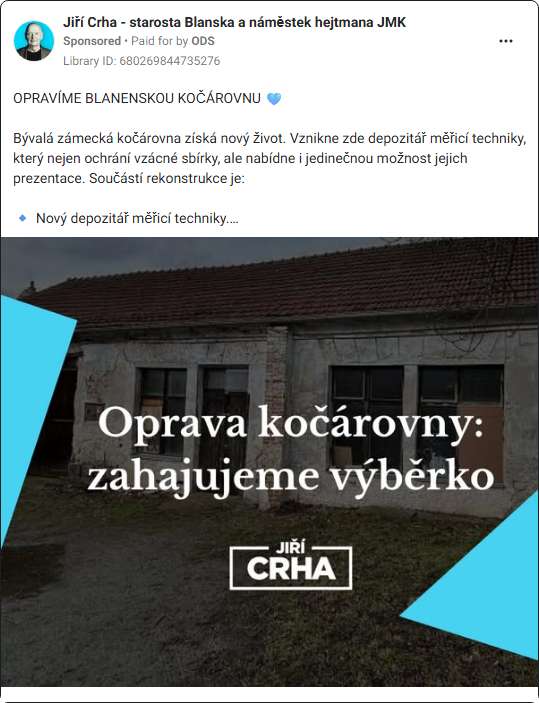 Jiří Crha - starosta Blanska a náměstek hejtmana JMK
Sponsored • Paid for by ODS
Library ID: 680269844735276
OPRAVÍME BLANENSKOU KOČÁROVNU 🩵
Bývalá zámecká kočárovna získá nový život. Vznikne zde depozitář měřicí techniky,
který nejen ochrání vzácné sbírky, ale nabídne i jedinečnou možnost jejich
prezentace. Součástí rekonstrukce je:
🔹 Nový depozitář měřicí techniky....
Oprava kočárovny:
zahajujeme výběrko
JIŘÍ
CRHA